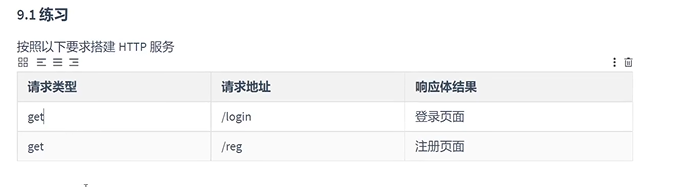 9.1 练习
按照以下要求搭建 HTTP 服务
请求类型 请求地址 响应体结果
get /login 登录页面
get /reg 注册页面